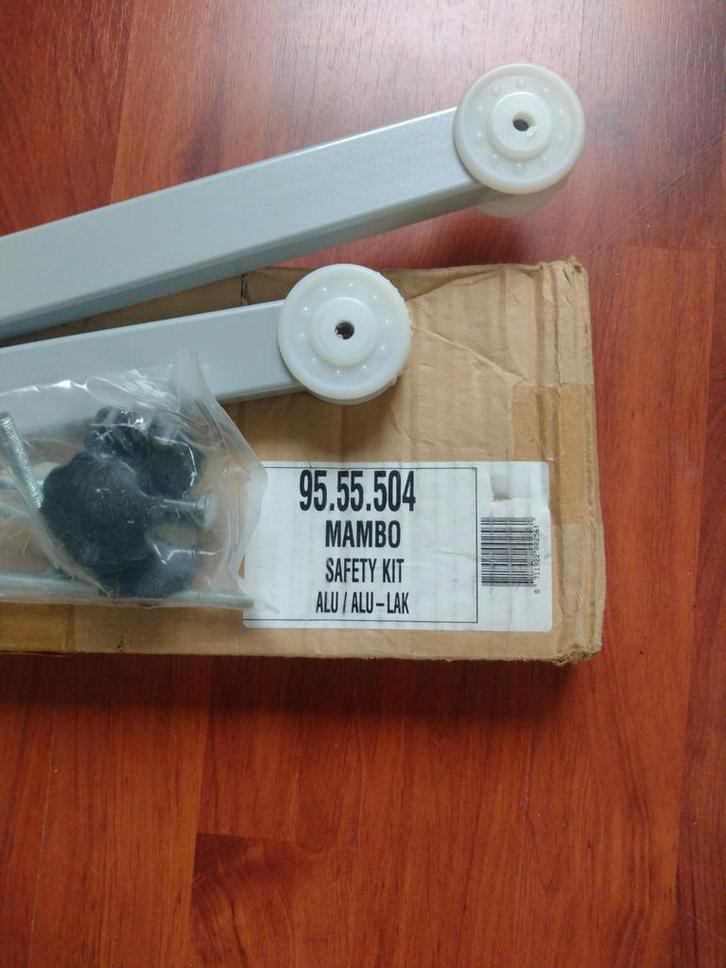 95.55.504
MAMBO
SAFETY KIT
ALU / ALU-LAK